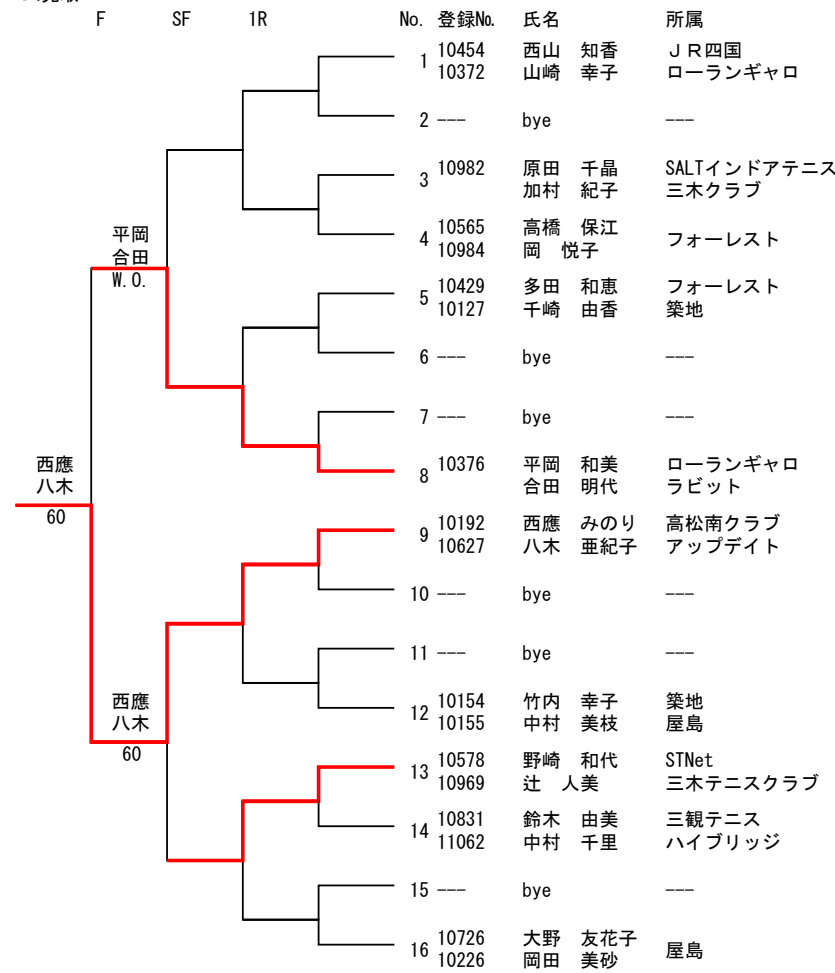 F SF 1R No. 登録No. 氏名 所属
1 10454 西山 知香 JR四国
10372 山崎 幸子 ローランギャロ
2 --- bye ---
3 10982 原田 千晶 SALTインドアテニス
加村 紀子 三木クラブ
4 10565 高橋 保江 フォーレスト
10984 岡 悦子
平岡
合田
W.O.
5 10429 多田 和恵 フォーレスト
10127 千崎 由香 築地
6 --- bye ---
7 --- bye ---
8 10376 平岡 和美 ローランギャロ
合田 明代 ラビット
西應
八木
60
9 10192 西應 みのり 高松南クラブ
10627 八木 亜紀子 アップデイト
10 --- bye ---
11 --- bye ---
12 10154 竹内 幸子 築地
10155 中村 美枝 屋島
西應
八木
60
13 10578 野崎 和代 STNet
10969 辻 人美 三木テニスクラブ
14 10831 鈴木 由美 三観テニス
11062 中村 千里 ハイブリッジ
15 --- bye ---
16 10726 大野 友花子 屋島
10226 岡田 美砂